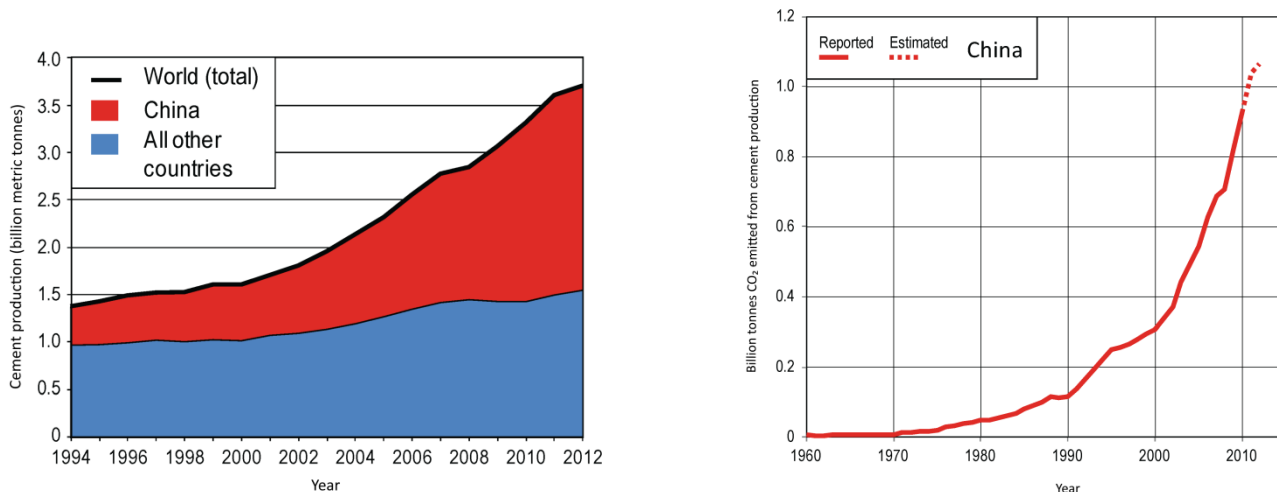 4.0
3.5
3.0
2.5
2.0
1.5
1.0
0.5
0
Cement production (billion metric tonnes)
World (total)
China
All other
countries
1994 1996 1998 2000 2002 2004 2006 2008 2010 2012
Year
1.2
1.0
0.8
0.6
0.4
0.2
0
Billion tonnes CO₂ emitted from cement production
Reported Estimated China
1960 1970 1980 1990 2000 2010
Year